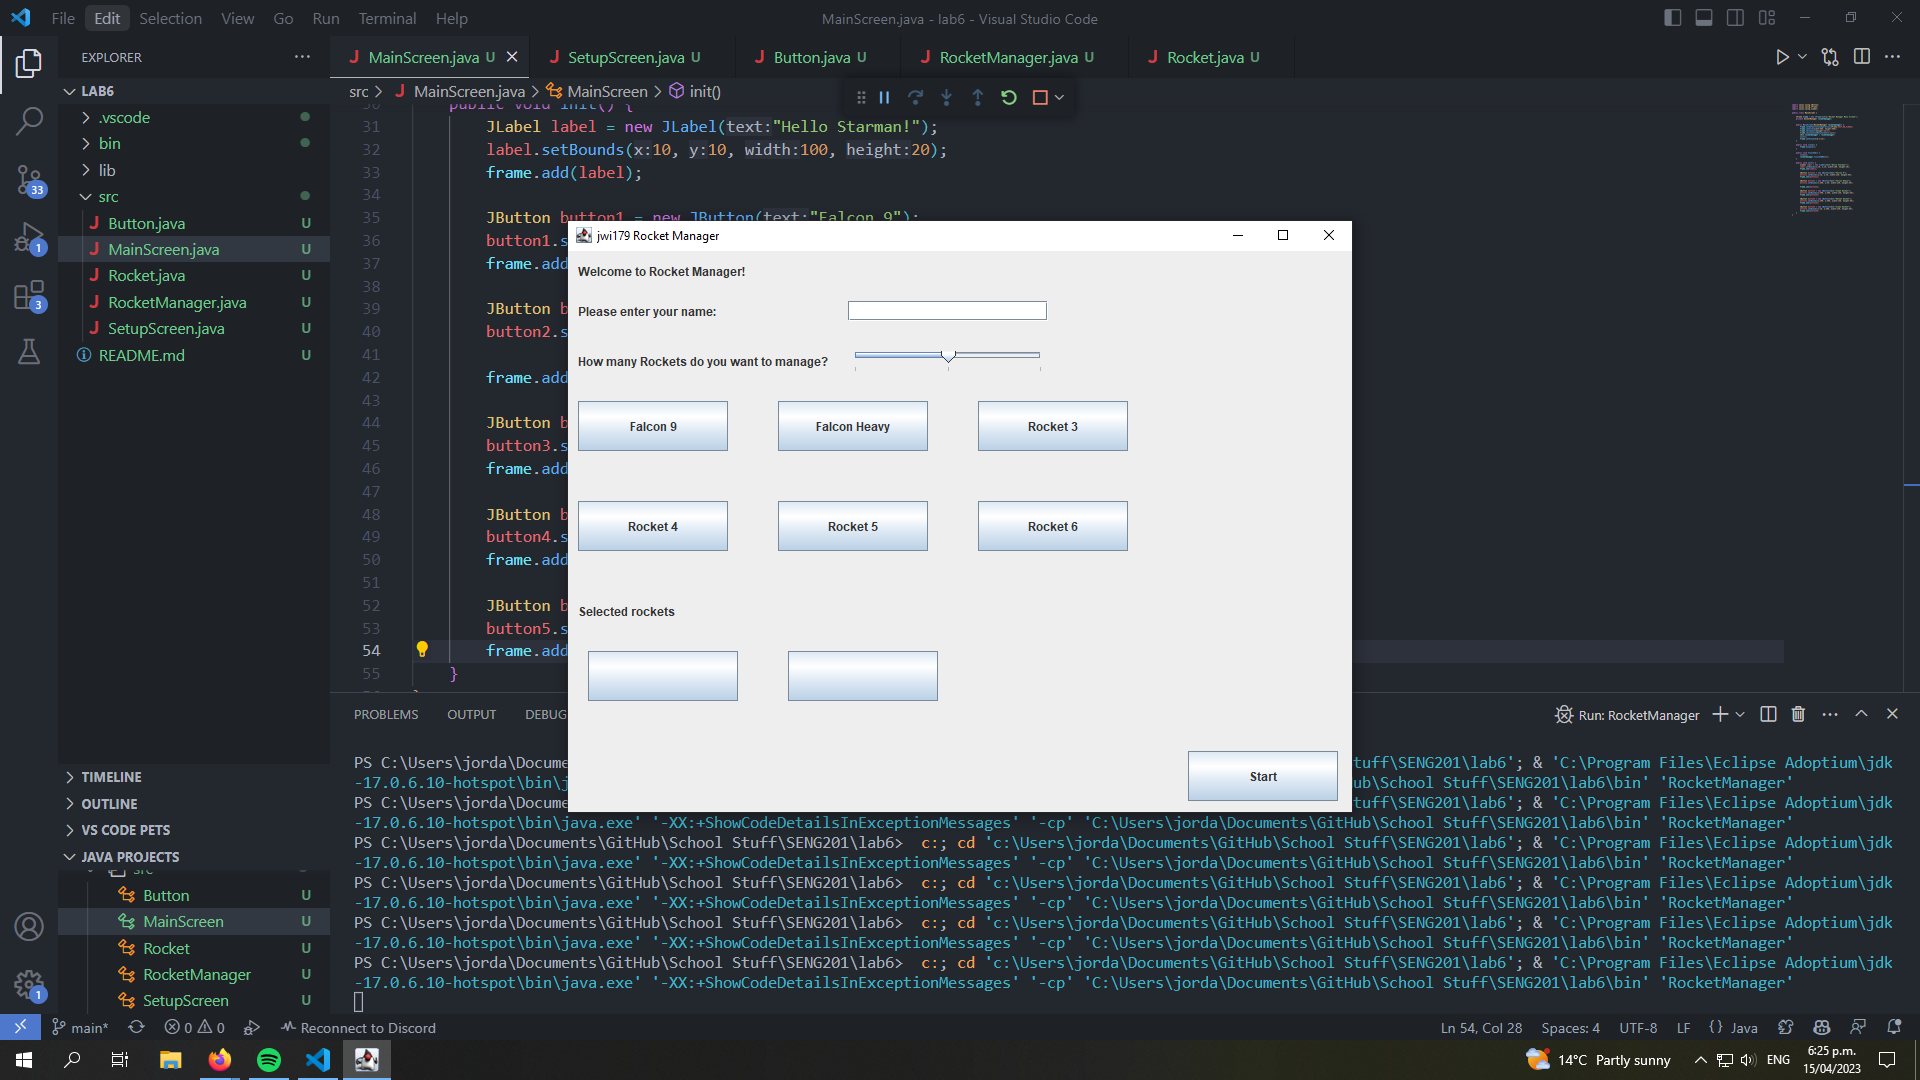 File Edit Selection View Go Run Terminal Help
MainScreen.java - lab6 - Visual Studio Code
EXPLORER
MainScreen.java U
SetupScreen.java U
Button.java U
RocketManager.java U
Rocket.java U
LAB6
.vscode
bin
lib
src
Button.java U
MainScreen.java U
Rocket.java U
RocketManager.java U
SetupScreen.java U
README.md U
33
1
3
src > MainScreen.java > MainScreen > init()
30 public void init() {
31 JLabel label = new JLabel(text:"Hello Starman!");
32 label.setBounds(x:10, y:10, width:100, height:20);
33 frame.add(label);
34
35 JButton button1 = new JButton(text:"Falcon 9");
36 button1.s
37 frame.add
38
39 JButton b
40 button2.s
41
42 frame.add
43
44 JButton b
45 button3.s
46 frame.add
47
48 JButton b
49 button4.s
50 frame.add
51
52 JButton b
53 button5.s
54 frame.add
55 }
jwi179 Rocket Manager
Welcome to Rocket Manager!
Please enter your name:
How many Rockets do you want to manage?
Falcon 9
Falcon Heavy
Rocket 3
Rocket 4
Rocket 5
Rocket 6
Selected rockets
Start
PROBLEMS OUTPUT DEBUG
Run: RocketManager
PS C:\Users\jorda\Docume tuff\SENG201\lab6'; & 'C:\Program Files\Eclipse Adoptium\jdk
-17.0.6.10-hotspot\bin\j 'C:\Users\jorda\Documents\GitHub\School Stuff\SENG201\lab6\bin' 'RocketManager'
PS C:\Users\jorda\Docume tuff\SENG201\lab6'; & 'C:\Program Files\Eclipse Adoptium\jdk
-17.0.6.10-hotspot\bin\java.exe' '-XX:+ShowCodeDetailsInExceptionMessages' '-cp' 'C:\Users\jorda\Documents\GitHub\School Stuff\SENG201\lab6\bin' 'RocketManager'
PS C:\Users\jorda\Documents\GitHub\School Stuff\SENG201\lab6> c:; cd 'c:\Users\jorda\Documents\GitHub\School Stuff\SENG201\lab6'; & 'C:\Program Files\Eclipse Adoptium\jdk
-17.0.6.10-hotspot\bin\java.exe' '-XX:+ShowCodeDetailsInExceptionMessages' '-cp' 'C:\Users\jorda\Documents\GitHub\School Stuff\SENG201\lab6\bin' 'RocketManager'
PS C:\Users\jorda\Documents\GitHub\School Stuff\SENG201\lab6> c:; cd 'c:\Users\jorda\Documents\GitHub\School Stuff\SENG201\lab6'; & 'C:\Program Files\Eclipse Adoptium\jdk
-17.0.6.10-hotspot\bin\java.exe' '-XX:+ShowCodeDetailsInExceptionMessages' '-cp' 'C:\Users\jorda\Documents\GitHub\School Stuff\SENG201\lab6\bin' 'RocketManager'
PS C:\Users\jorda\Documents\GitHub\School Stuff\SENG201\lab6> c:; cd 'c:\Users\jorda\Documents\GitHub\School Stuff\SENG201\lab6'; & 'C:\Program Files\Eclipse Adoptium\jdk
-17.0.6.10-hotspot\bin\java.exe' '-XX:+ShowCodeDetailsInExceptionMessages' '-cp' 'C:\Users\jorda\Documents\GitHub\School Stuff\SENG201\lab6\bin' 'RocketManager'
PS C:\Users\jorda\Documents\GitHub\School Stuff\SENG201\lab6> c:; cd 'c:\Users\jorda\Documents\GitHub\School Stuff\SENG201\lab6'; & 'C:\Program Files\Eclipse Adoptium\jdk
-17.0.6.10-hotspot\bin\java.exe' '-XX:+ShowCodeDetailsInExceptionMessages' '-cp' 'C:\Users\jorda\Documents\GitHub\School Stuff\SENG201\lab6\bin' 'RocketManager'
TIMELINE
OUTLINE
VS CODE PETS
JAVA PROJECTS
src
Button U
MainScreen U
Rocket U
RocketManager U
SetupScreen U
1
main* 0 0 Reconnect to Discord
Ln 54, Col 28 Spaces: 4 UTF-8 LF {} Java
14°C Partly sunny
ENG
6:25 p.m.
15/04/2023